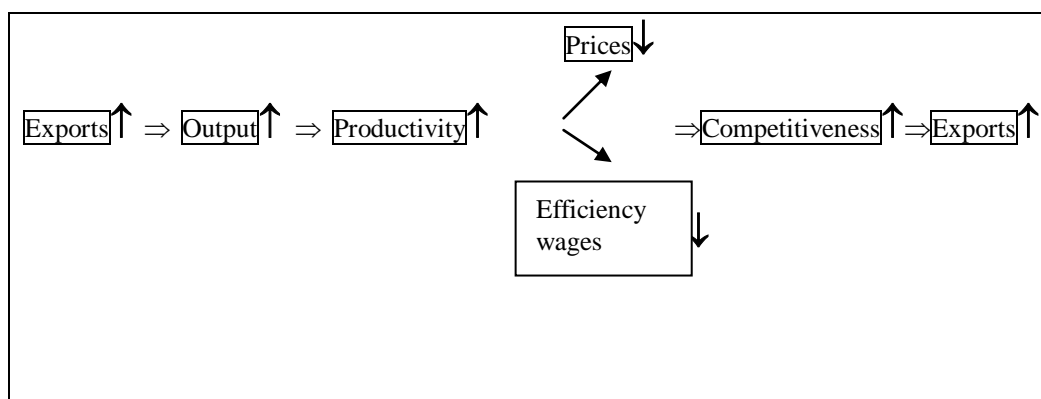 Prices↓
Exports↑ ⇒ Output↑ ⇒ Productivity↑ ⇒ Competitiveness↑ ⇒ Exports↑
Efficiency
wages ↓